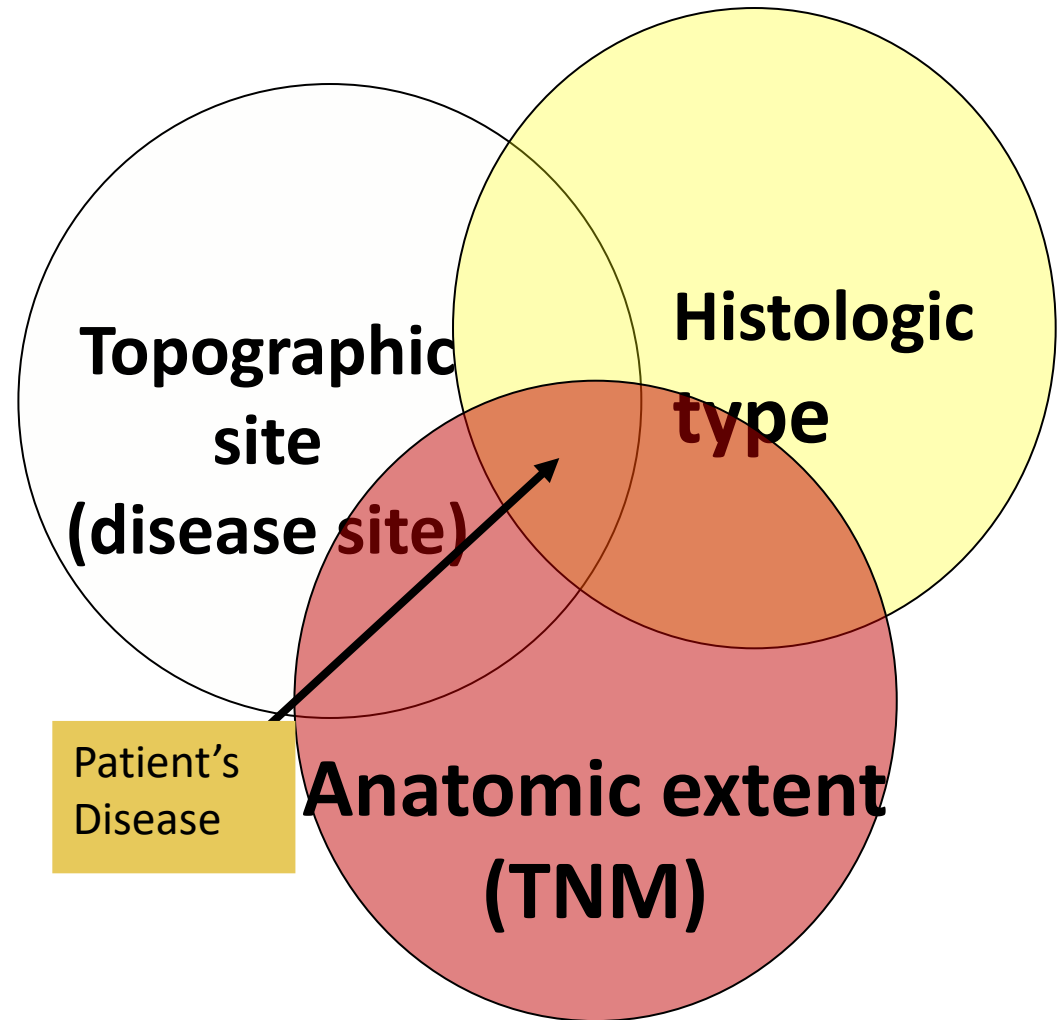 Topographic
site
(disease site)
Histologic
type
Patient’s
Disease
Anatomic extent
(TNM)